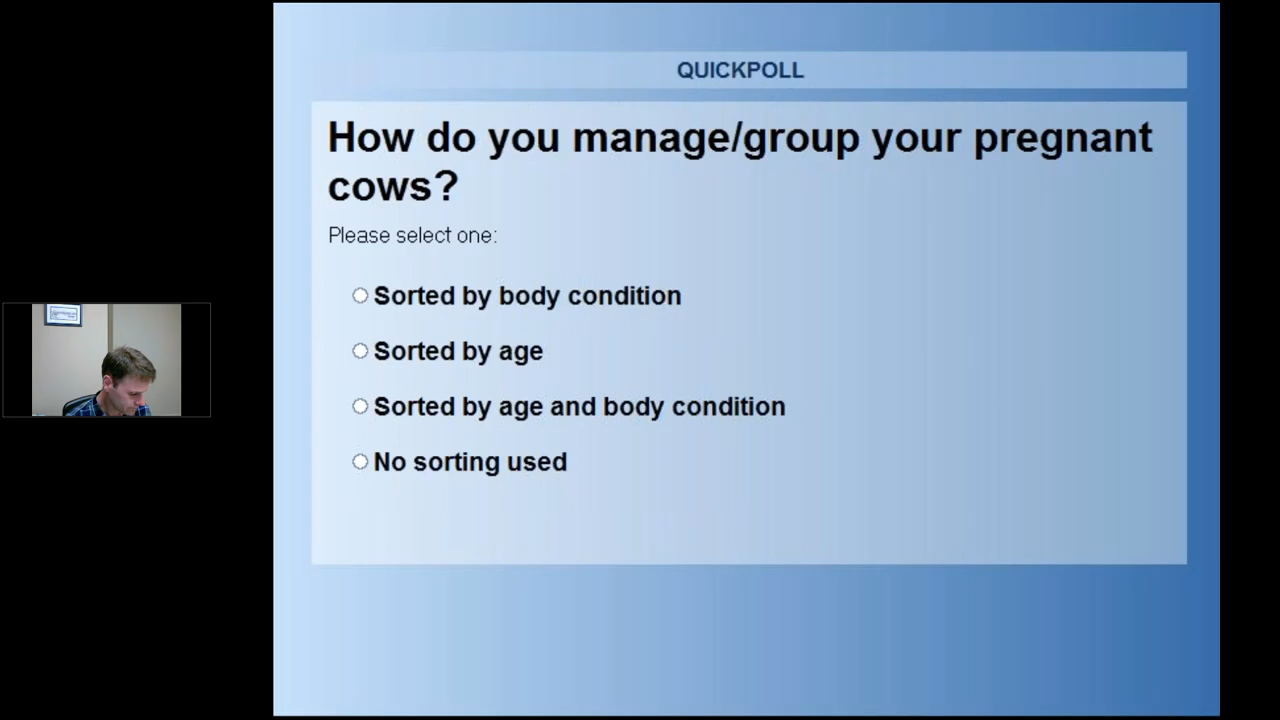 QUICKPOLL
How do you manage/group your pregnant
cows?
Please select one:
Sorted by body condition
Sorted by age
Sorted by age and body condition
No sorting used